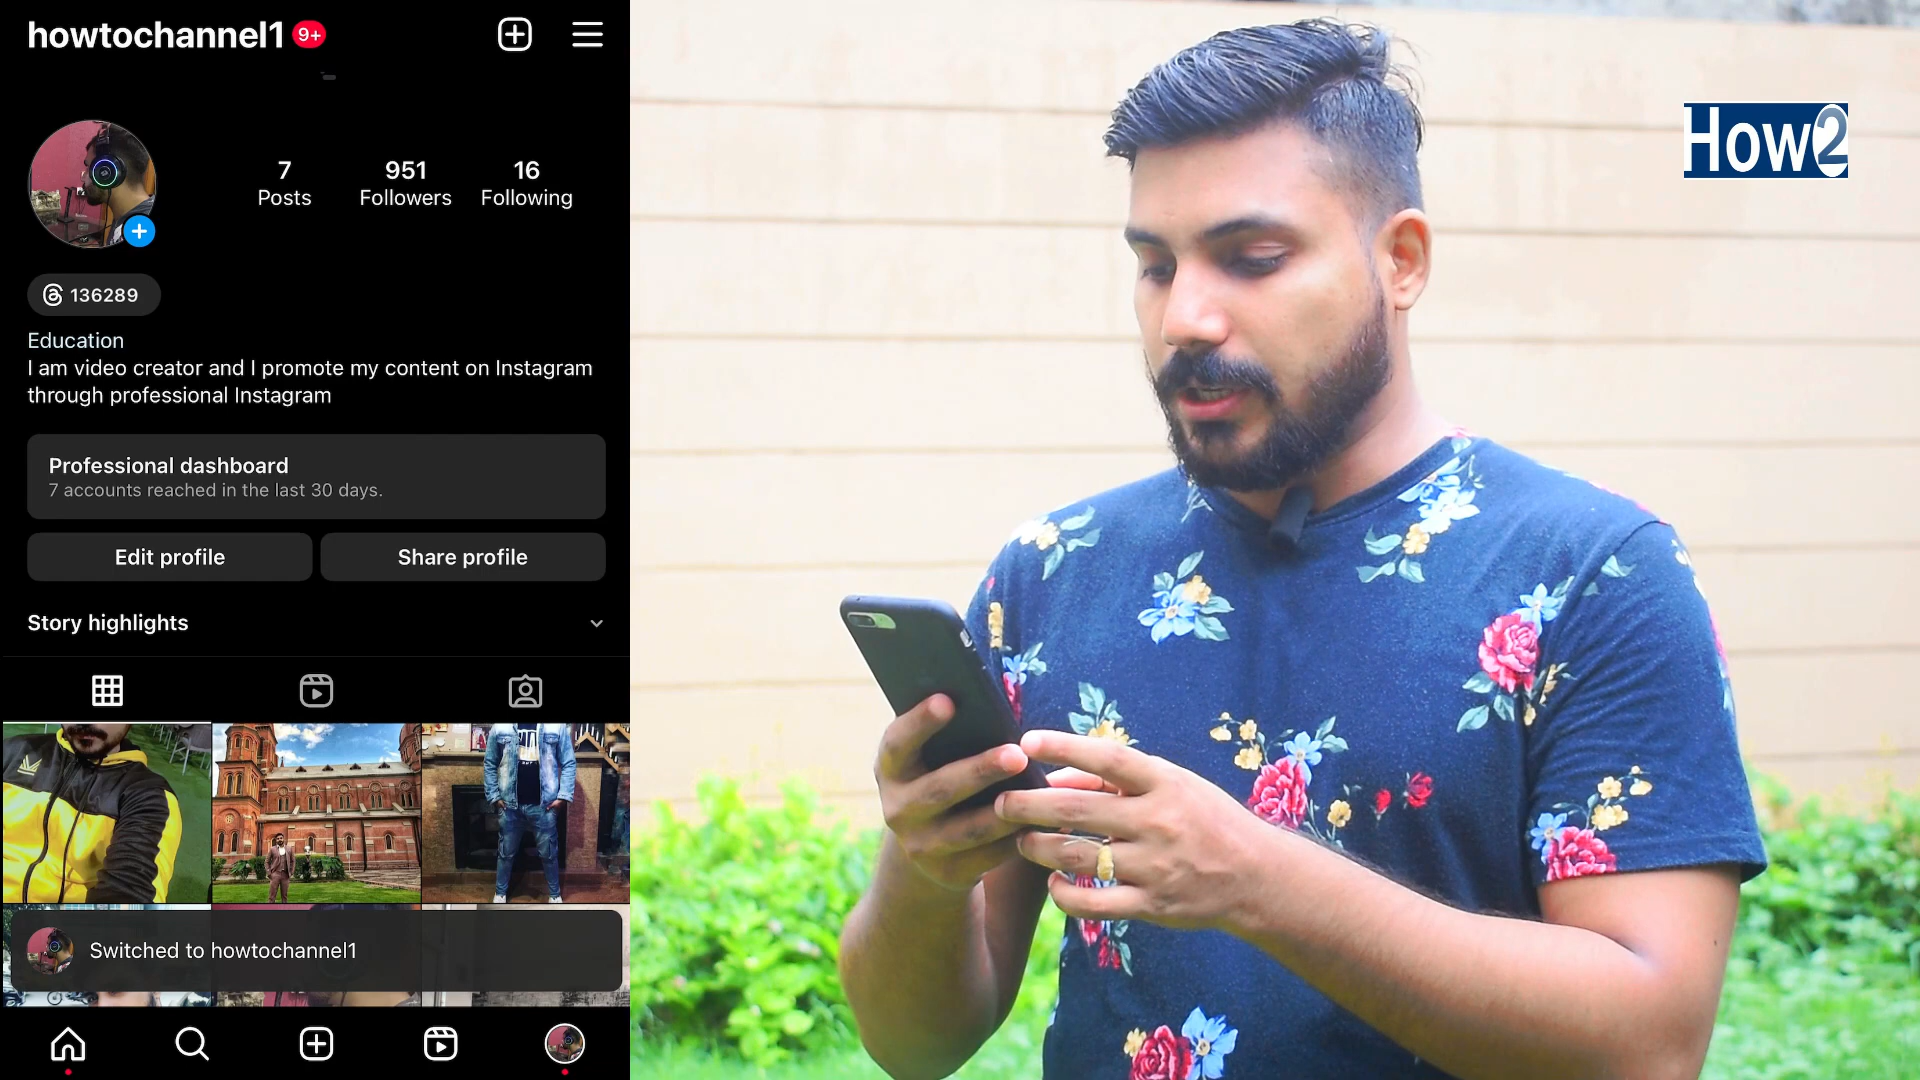 howtochannel1 9+
7 951 16
Posts Followers Following
136289
Education
I am video creator and I promote my content on Instagram
through professional Instagram
Professional dashboard
7 accounts reached in the last 30 days.
Edit profile Share profile
Story highlights
Switched to howtochannel1
How2